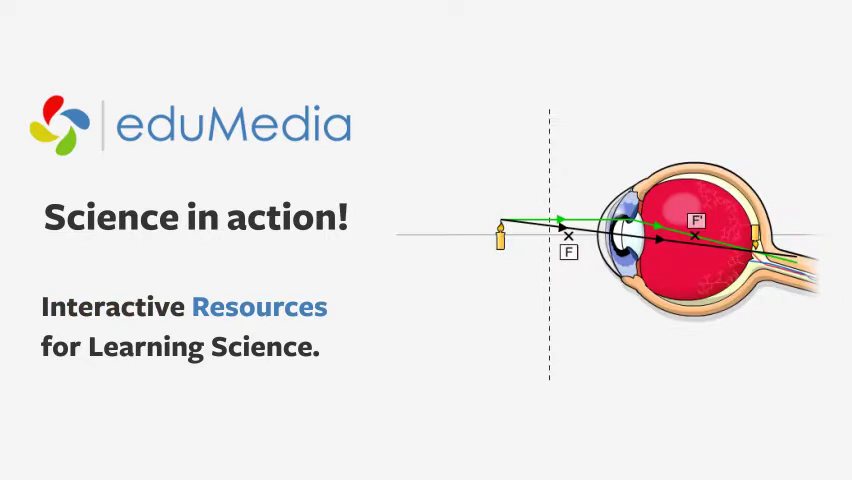 eduMedia
Science in action!
Interactive Resources
for Learning Science.
F'
F